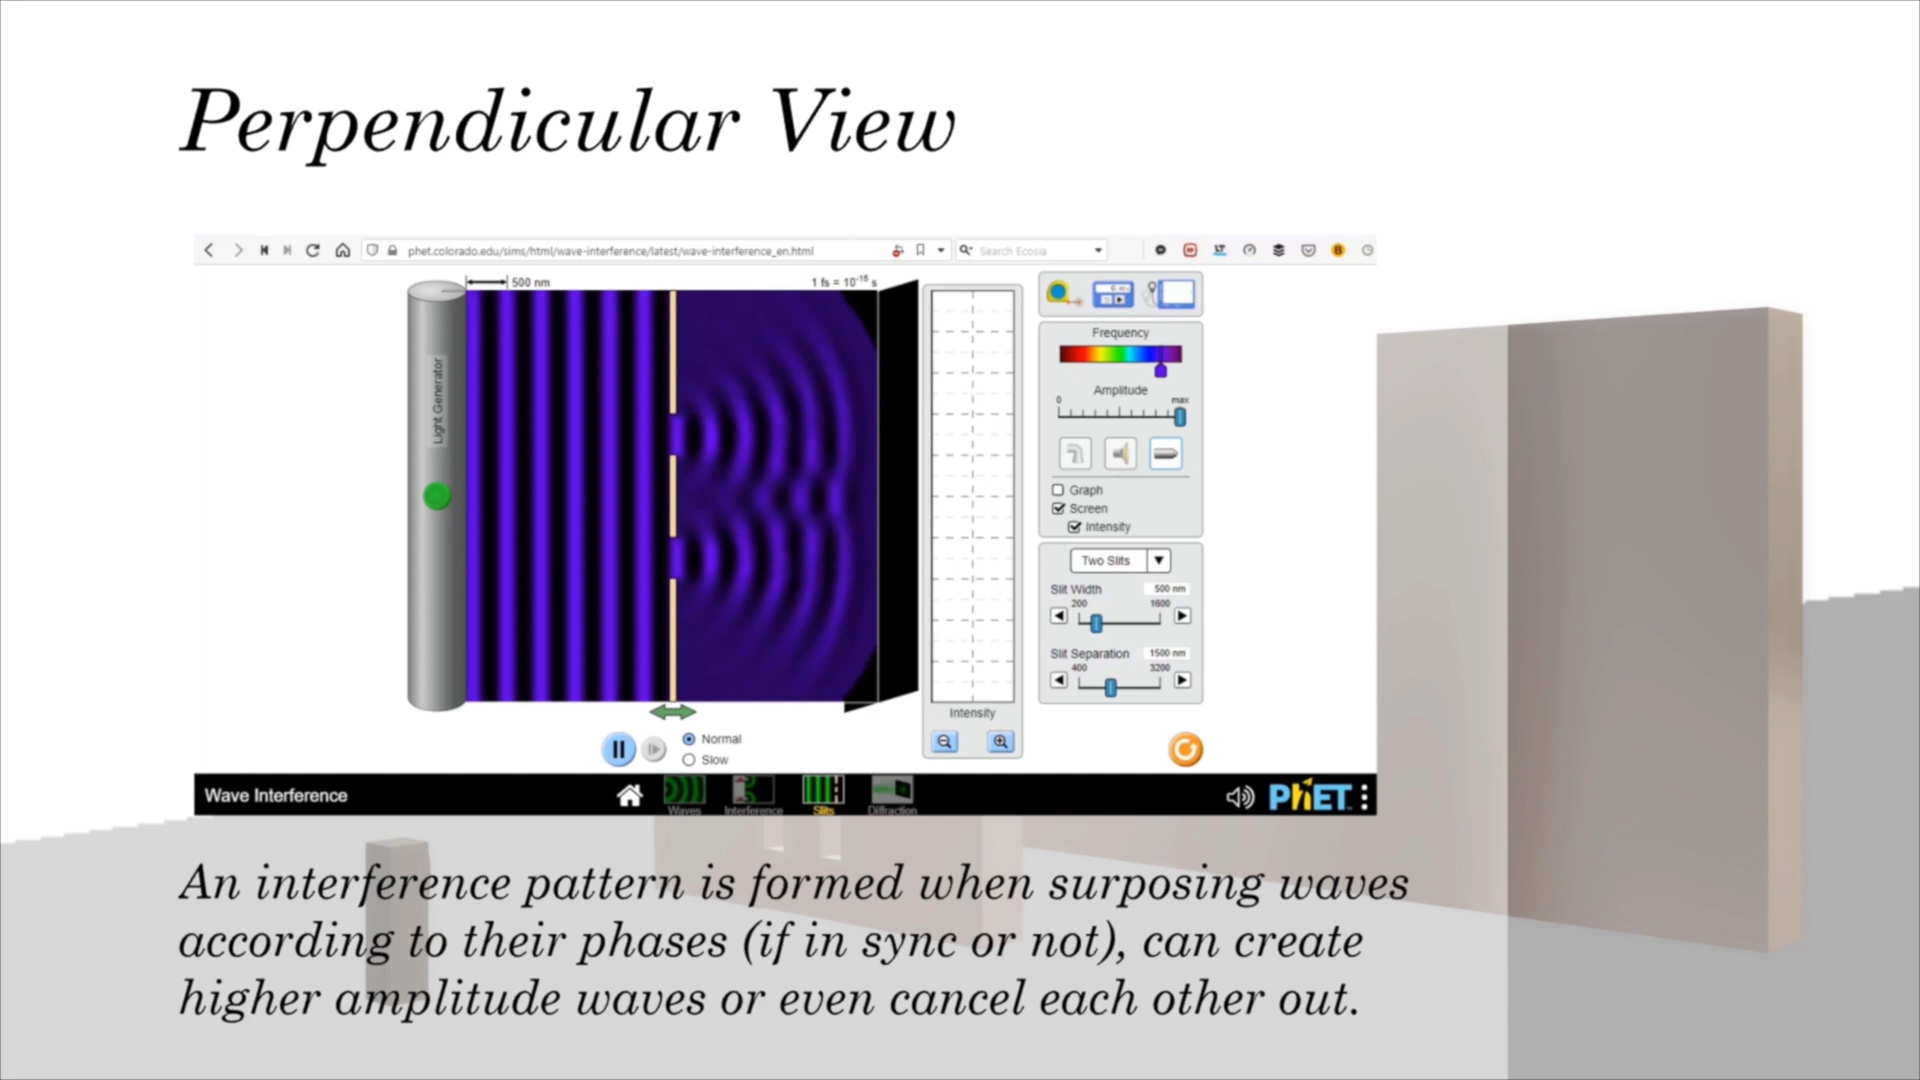 Perpendicular View
phet.colorado.edu/sims/html/wave-interference/latest/wave-interference_en.html
Search Ecosia
500 nm
1 fs = 10⁻¹⁵ s
Light Generator
Frequency
Amplitude
0 max
Graph
Screen
Intensity
Two Slits
Slit Width 500 nm
200 1600
Slit Separation 1500 nm
400 3200
Intensity
Normal
Slow
Wave Interference
Waves Interference Slits Diffraction
PhET
An interference pattern is formed when surposing waves
according to their phases (if in sync or not), can create
higher amplitude waves or even cancel each other out.